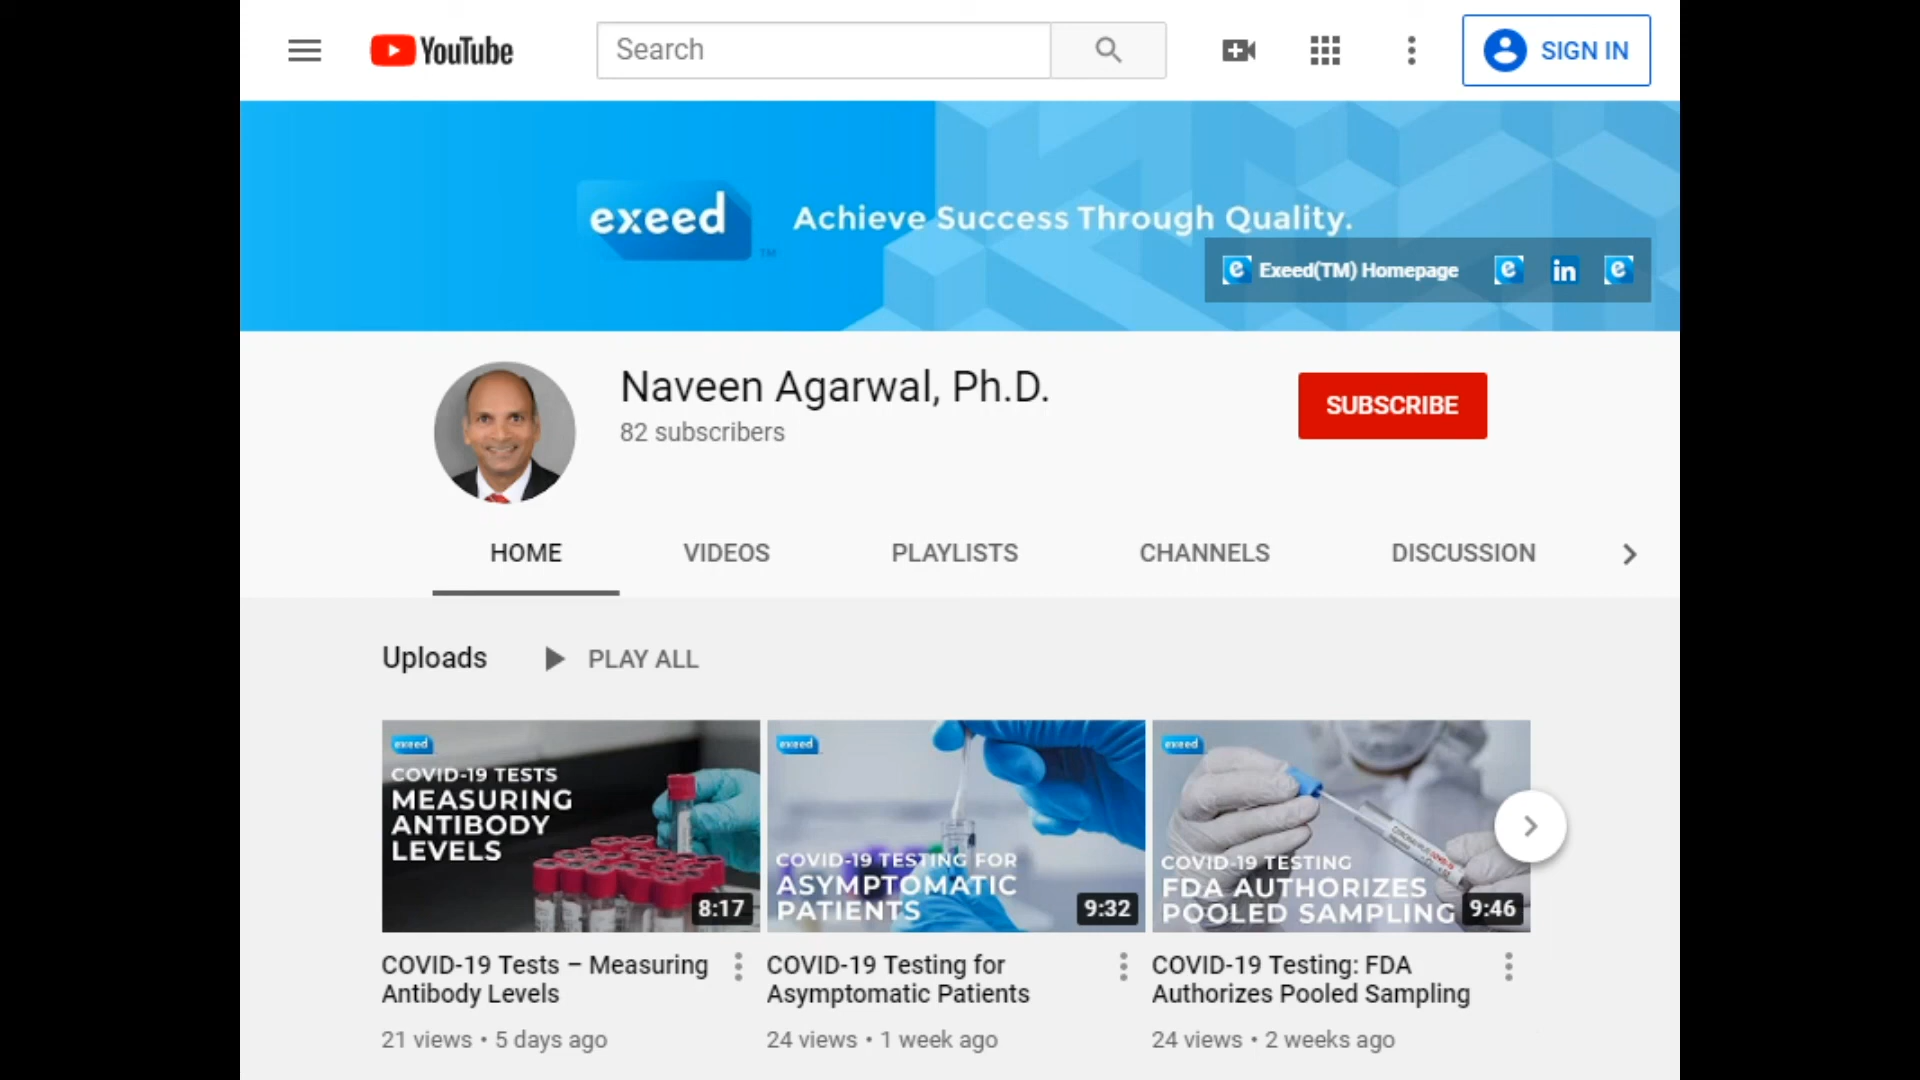 YouTube
Search
SIGN IN
exeed
TM
Achieve Success Through Quality.
Exeed(TM) Homepage
in
Naveen Agarwal, Ph.D.
82 subscribers
SUBSCRIBE
HOME
VIDEOS
PLAYLISTS
CHANNELS
DISCUSSION
Uploads
PLAY ALL
exeed
COVID-19 TESTS
MEASURING
ANTIBODY
LEVELS
8:17
exeed
COVID-19 TESTING FOR
ASYMPTOMATIC
PATIENTS
9:32
exeed
COVID-19 TESTING
FDA AUTHORIZES
POOLED SAMPLING
9:46
COVID-19 Tests – Measuring
Antibody Levels
21 views • 5 days ago
COVID-19 Testing for
Asymptomatic Patients
24 views • 1 week ago
COVID-19 Testing: FDA
Authorizes Pooled Sampling
24 views • 2 weeks ago